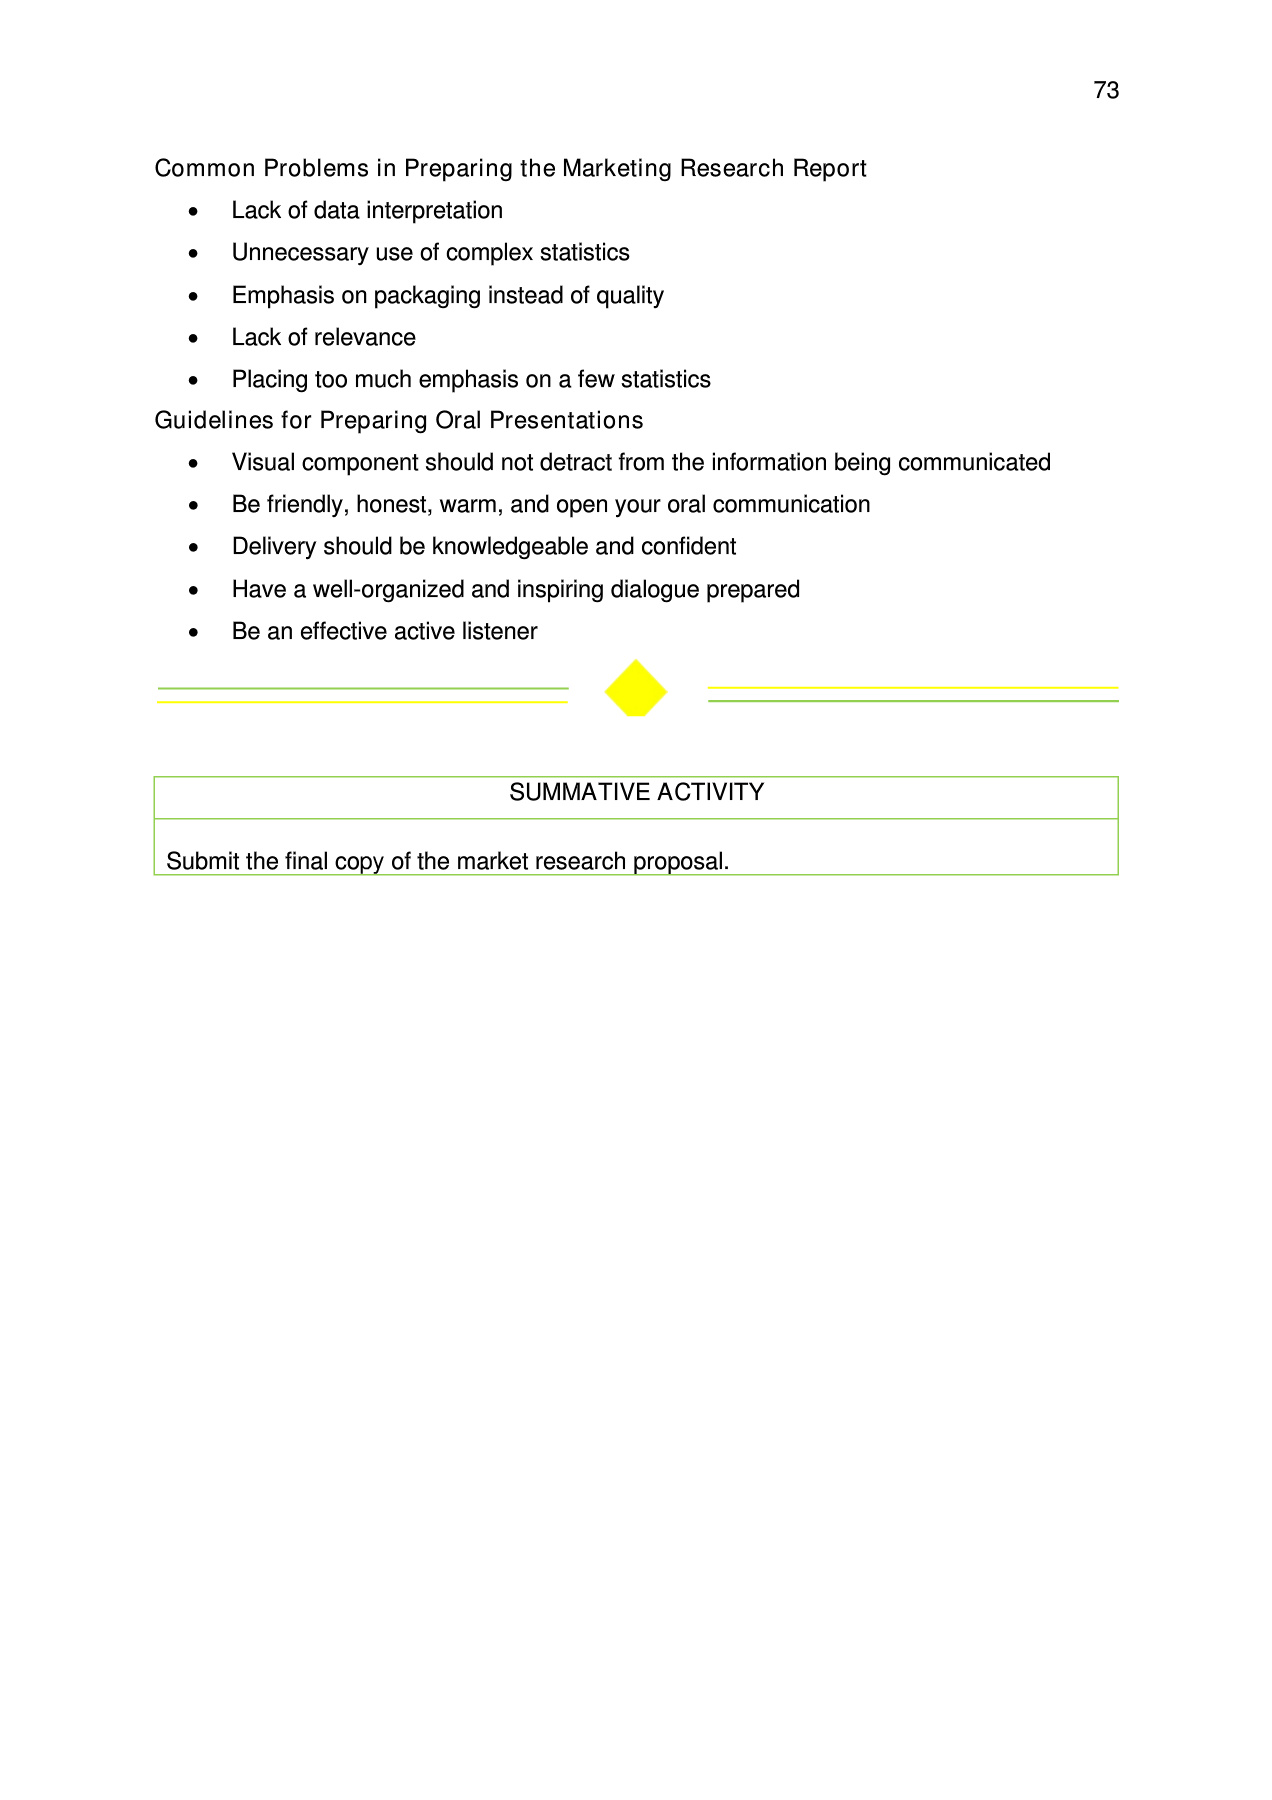 73
Common Problems in Preparing the Marketing Research Report
• Lack of data interpretation
• Unnecessary use of complex statistics
• Emphasis on packaging instead of quality
• Lack of relevance
• Placing too much emphasis on a few statistics
Guidelines for Preparing Oral Presentations
• Visual component should not detract from the information being communicated
• Be friendly, honest, warm, and open your oral communication
• Delivery should be knowledgeable and confident
• Have a well-organized and inspiring dialogue prepared
• Be an effective active listener
SUMMATIVE ACTIVITY
Submit the final copy of the market research proposal.